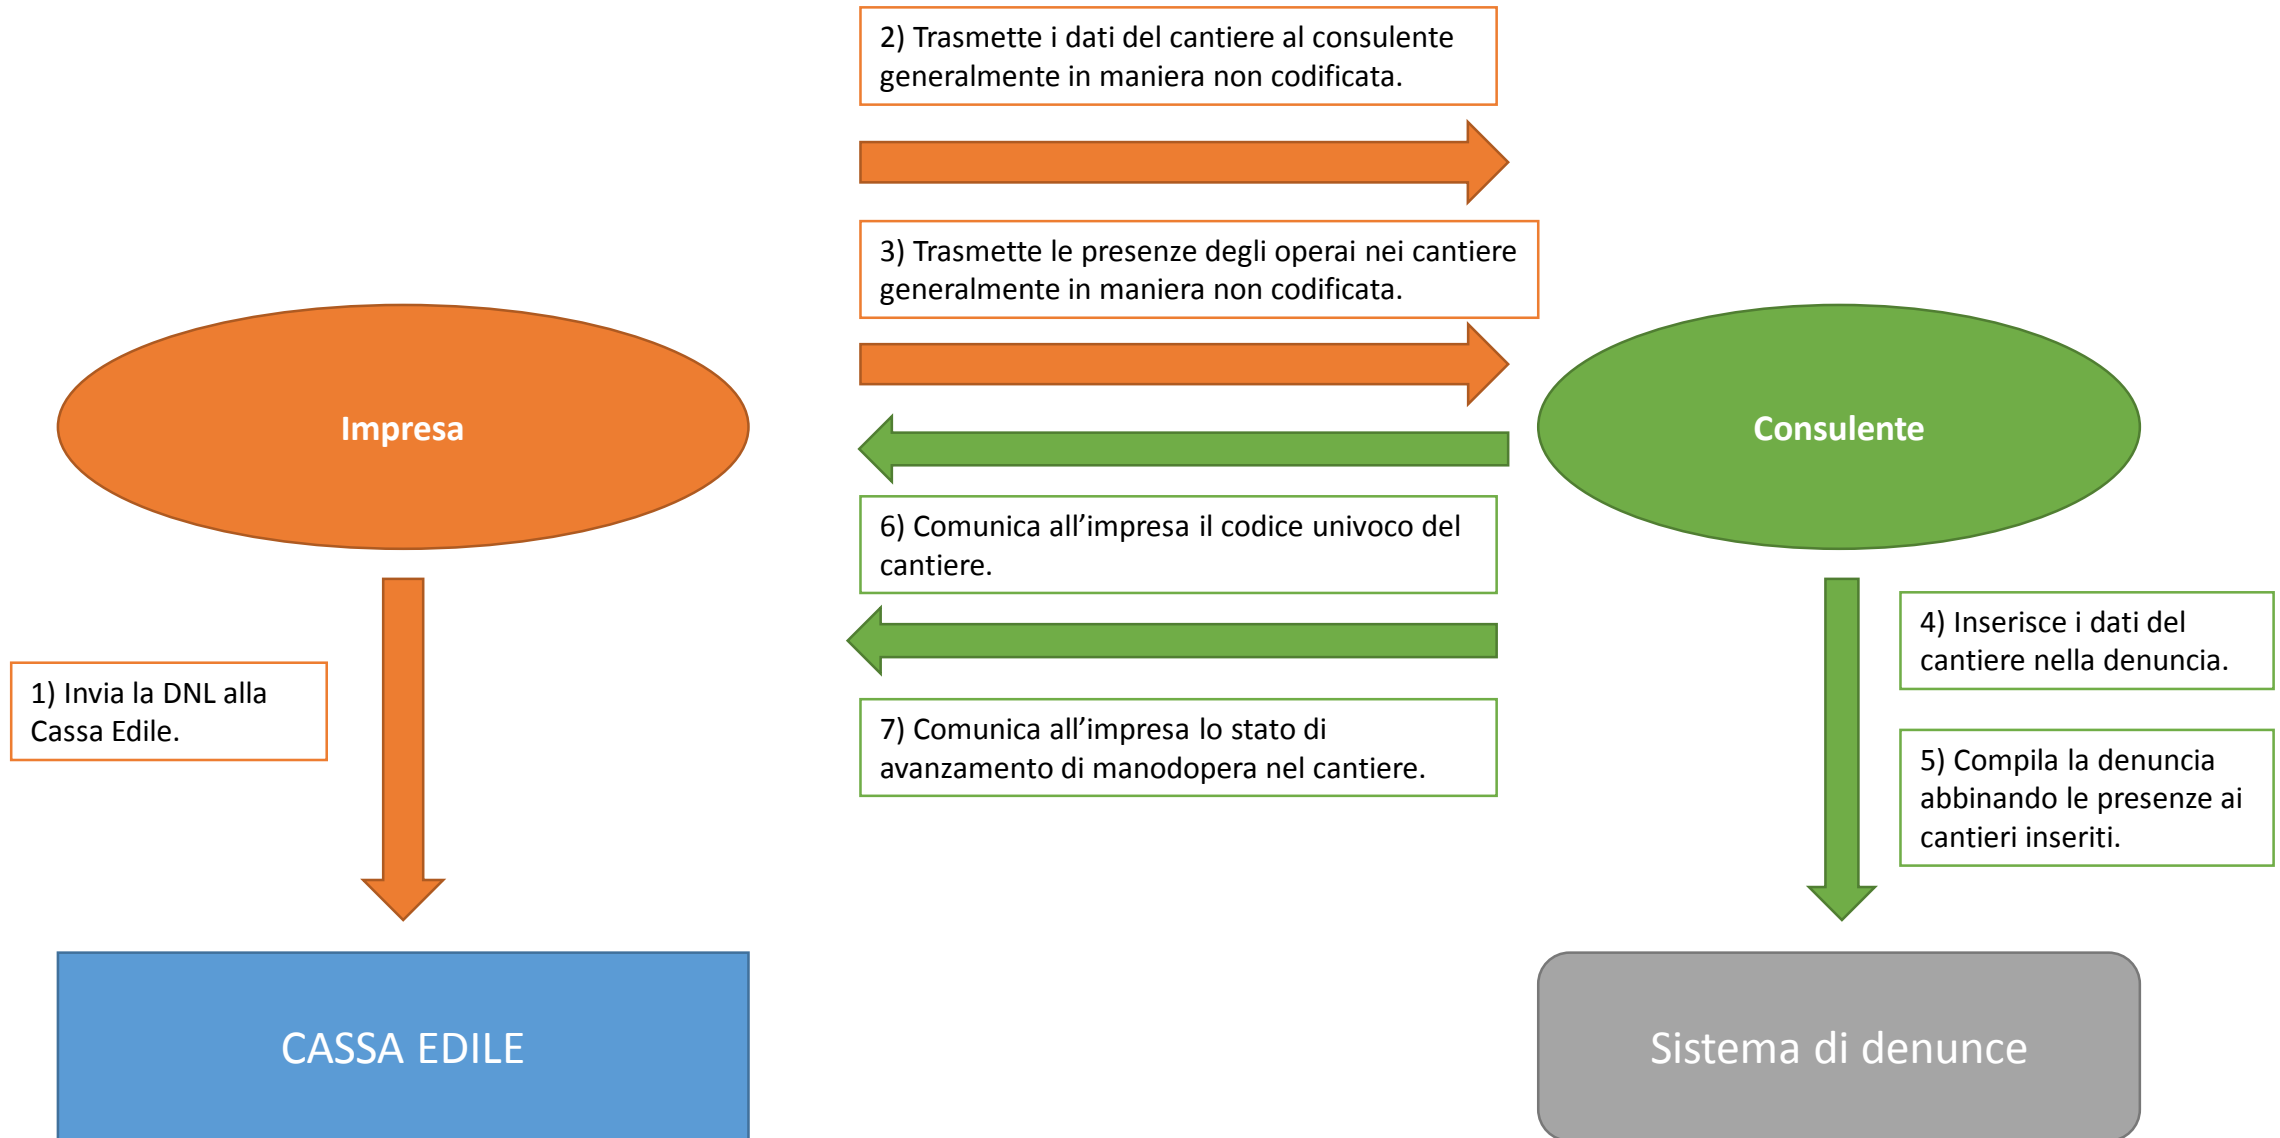 2) Trasmette i dati del cantiere al consulente
generalmente in maniera non codificata.
3) Trasmette le presenze degli operai nei cantiere
generalmente in maniera non codificata.
Impresa
Consulente
6) Comunica all’impresa il codice univoco del
cantiere.
4) Inserisce i dati del
cantiere nella denuncia.
1) Invia la DNL alla
Cassa Edile.
7) Comunica all’impresa lo stato di
avanzamento di manodopera nel cantiere.
5) Compila la denuncia
abbinando le presenze ai
cantieri inseriti.
CASSA EDILE
Sistema di denunce